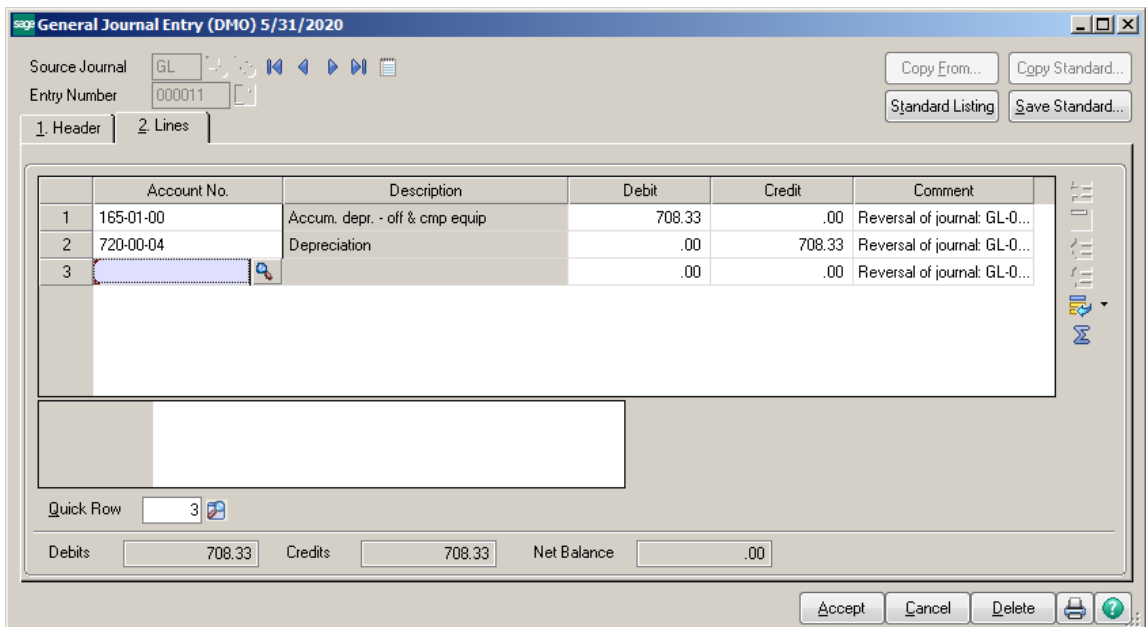 sage General Journal Entry (DMO) 5/31/2020
Source Journal GL Copy From... Copy Standard...
Entry Number 000011 Standard Listing Save Standard...
1. Header 2. Lines
Account No. Description Debit Credit Comment
1 165-01-00 Accum. depr. - off & cmp equip 708.33 .00 Reversal of journal: GL-0...
2 720-00-04 Depreciation .00 708.33 Reversal of journal: GL-0...
3 .00 .00 Reversal of journal: GL-0...
Quick Row 3
Debits 708.33 Credits 708.33 Net Balance .00
Accept Cancel Delete